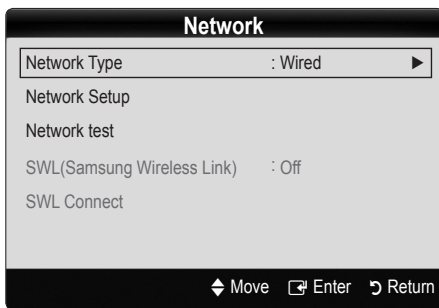 Network
Network Type : Wired ▶
Network Setup
Network test
SWL(Samsung Wireless Link) : Off
SWL Connect
Move Enter Return